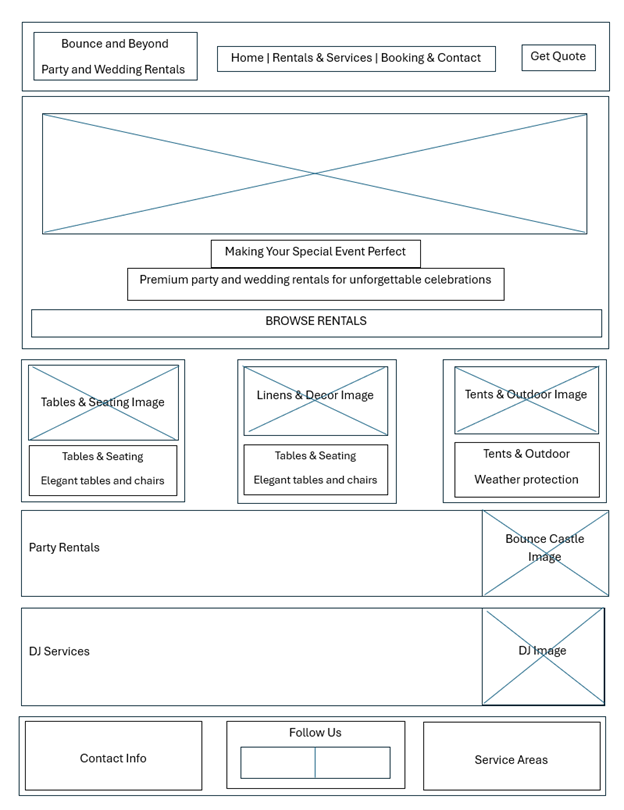 Bounce and Beyond
Party and Wedding Rentals
Home | Rentals & Services | Booking & Contact
Get Quote
Making Your Special Event Perfect
Premium party and wedding rentals for unforgettable celebrations
BROWSE RENTALS
Tables & Seating Image
Tables & Seating
Elegant tables and chairs
Linens & Decor Image
Tables & Seating
Elegant tables and chairs
Tents & Outdoor Image
Tents & Outdoor
Weather protection
Party Rentals
Bounce Castle
Image
DJ Services
DJ Image
Contact Info
Follow Us
Service Areas